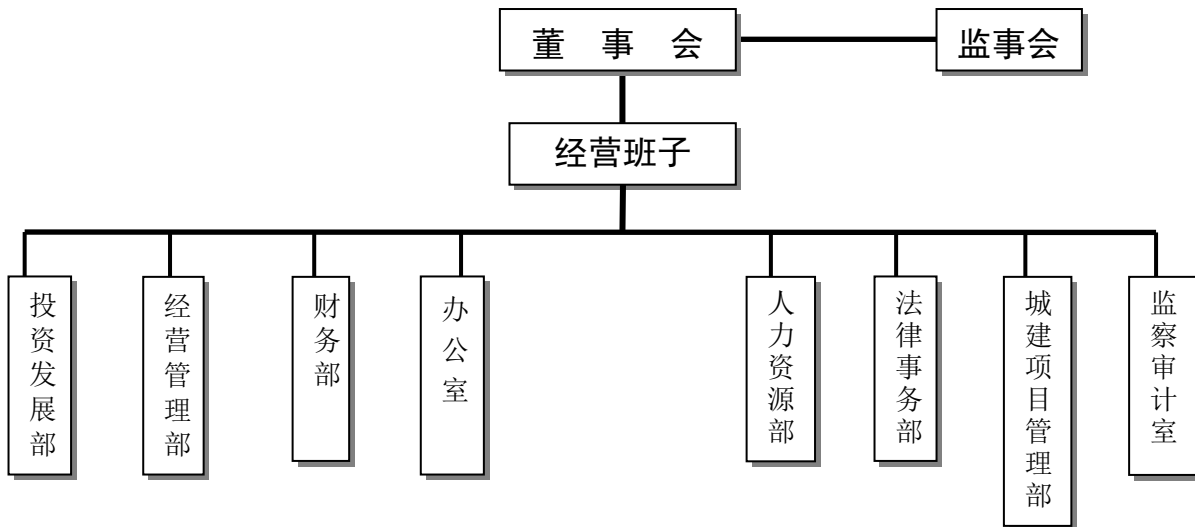 董 事 会
监事会
经营班子
投资发展部
经营管理部
财务部
办公室
人力资源部
法律事务部
城建项目管理部
监察审计室